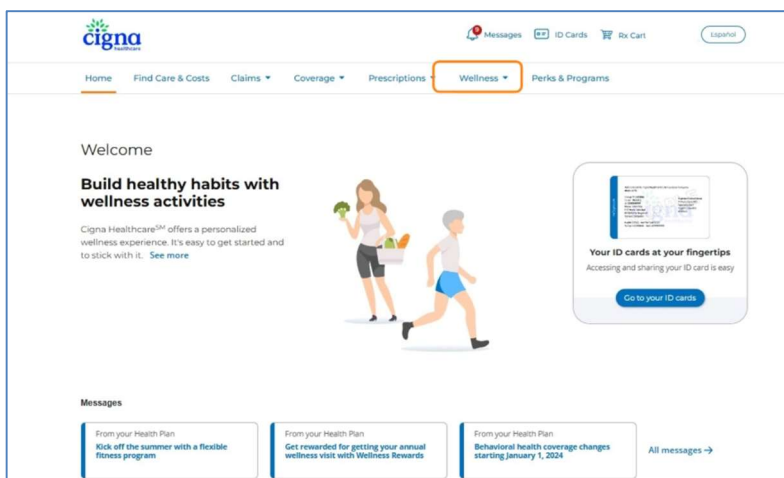 cigna
healthcare
9
Messages
ID Cards
Rx Cart
Español
Home
Find Care & Costs
Claims
Coverage
Prescriptions
Wellness
Perks & Programs
Welcome
Build healthy habits with
wellness activities
Cigna Healthcare℠ offers a personalized
wellness experience. It's easy to get started and
to stick with it. See more
Your ID cards at your fingertips
Accessing and sharing your ID card is easy
Go to your ID cards
Messages
From your Health Plan
Kick off the summer with a flexible
fitness program
From your Health Plan
Get rewarded for getting your annual
wellness visit with Wellness Rewards
From your Health Plan
Behavioral health coverage changes
starting January 1, 2024
All messages →